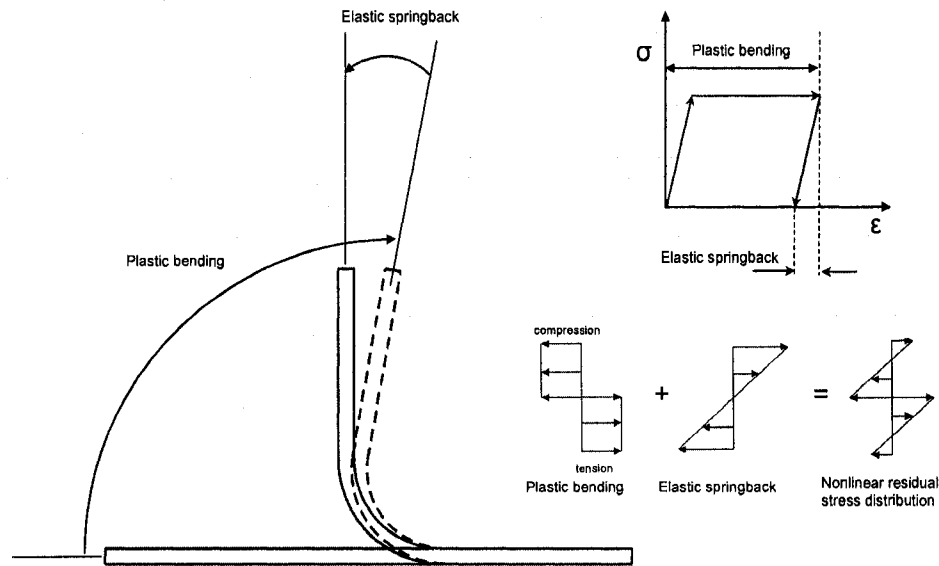 Elastic springback
Plastic bending
σ
Plastic bending
ε
Elastic springback
compression
+
=
tension
Plastic bending
Elastic springback
Nonlinear residual
stress distribution